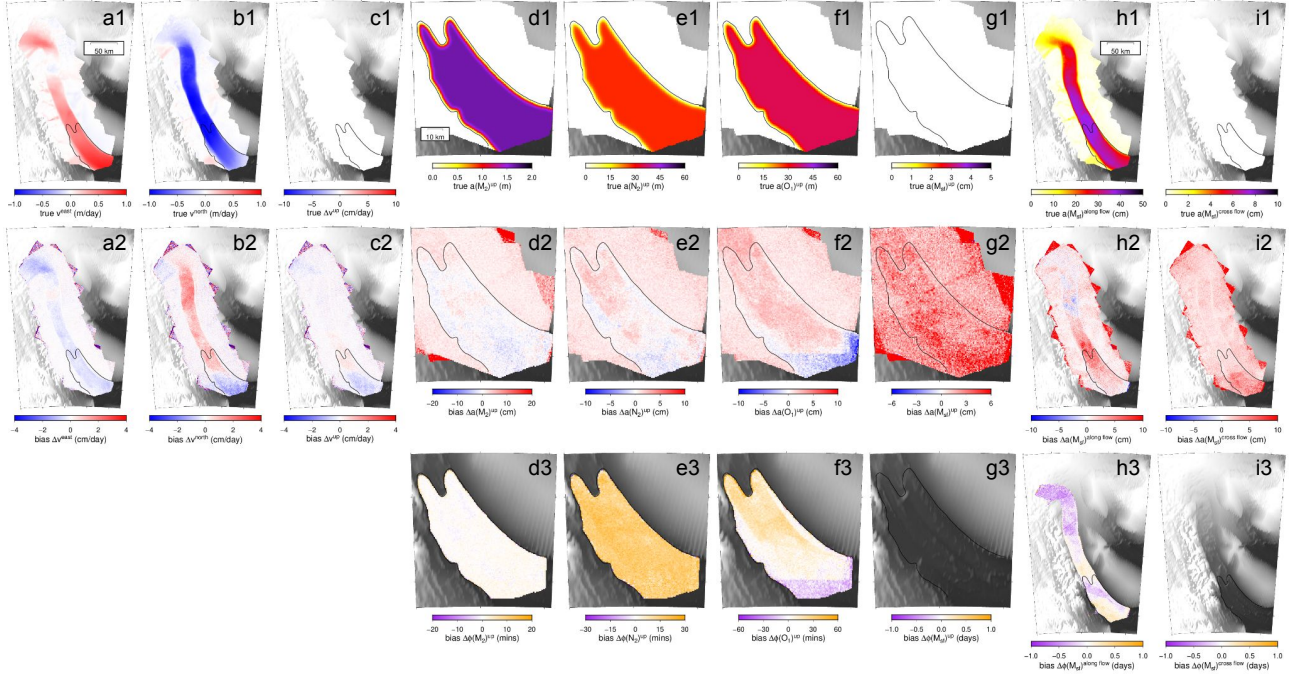 a1 b1 c1 d1 e1 f1 g1 h1 i1
50 km
50 km
10 km
−1.0 −0.5 0.0 0.5 1.0
true v^east (m/day)
−1.0 −0.5 0.0 0.5 1.0
true v^north (m/day)
−10 −5 0 5 10
true Δv^up (cm/day)
0.0 0.5 1.0 1.5 2.0
true a(M₂)^up (m)
0 15 30 45 60
true a(N₂)^up (m)
0 15 30 45 60
true a(O₁)^up (m)
0 1 2 3 4 5
true a(M_sf)^up (cm)
0 10 20 30 40 50
true a(M_sf)^along flow (cm)
0 2 4 6 8 10
true a(M_sf)^cross flow (cm)
a2 b2 c2 d2 e2 f2 g2 h2 i2
−4 −2 0 2 4
bias Δv^east (cm/day)
−4 −2 0 2 4
bias Δv^north (cm/day)
−4 −2 0 2 4
bias Δv^up (cm/day)
−20 −10 0 10 20
bias Δa(M₂)^up (cm)
−10 −5 0 5 10
bias Δa(N₂)^up (cm)
−10 −5 0 5 10
bias Δa(O₁)^up (cm)
−6 −3 0 3 6
bias Δa(M_sf)^up (cm)
−10 −5 0 5 10
bias Δa(M_sf)^along flow (cm)
−10 −5 0 5 10
bias Δa(M_sf)^cross flow (cm)
d3 e3 f3 g3 h3 i3
−20 −10 0 10 20
bias Δϕ(M₂)^up (mins)
−30 −15 0 15 30
bias Δϕ(N₂)^up (mins)
−60 −30 0 30 60
bias Δϕ(O₁)^up (mins)
−1.0 −0.5 0.0 0.5 1.0
bias Δϕ(M_sf)^up (days)
−1.0 −0.5 0.0 0.5 1.0
bias Δϕ(M_sf)^along flow (days)
−1.0 −0.5 0.0 0.5 1.0
bias Δϕ(M_sf)^cross flow (days)